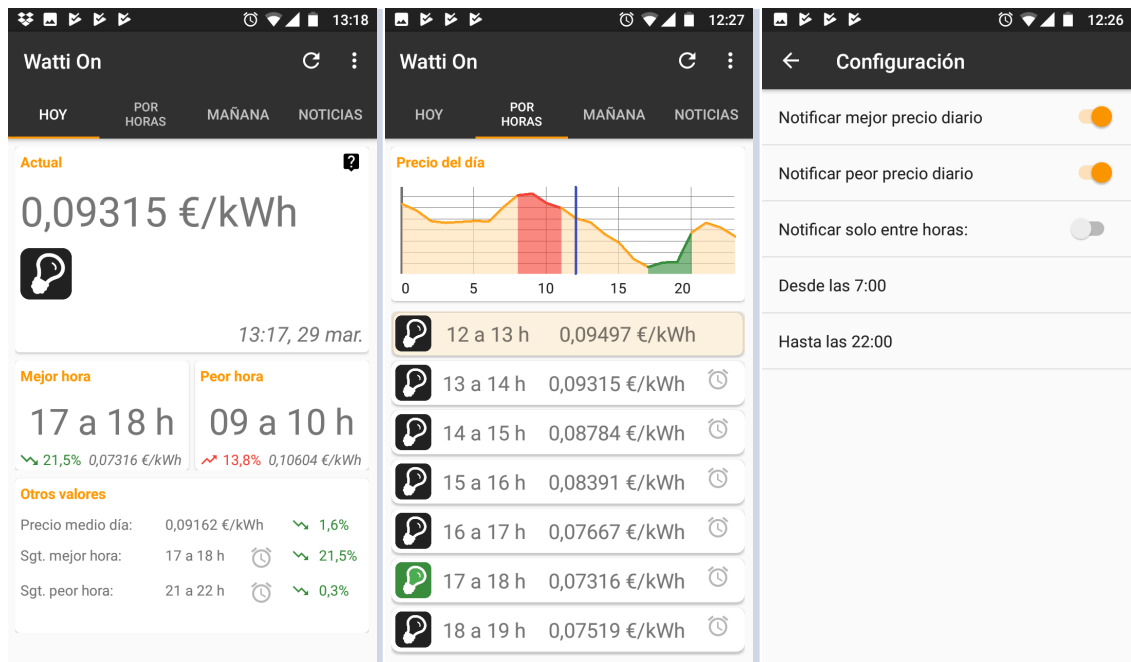 13:18
Watti On
HOY
POR
HORAS
MAÑANA
NOTICIAS
Actual
?
0,09315 €/kWh
13:17, 29 mar.
Mejor hora
17 a 18 h
21,5% 0,07316 €/kWh
Peor hora
09 a 10 h
13,8% 0,10604 €/kWh
Otros valores
Precio medio día: 0,09162 €/kWh 1,6%
Sgt. mejor hora: 17 a 18 h 21,5%
Sgt. peor hora: 21 a 22 h 0,3%
12:27
Watti On
HOY
POR
HORAS
MAÑANA
NOTICIAS
Precio del día
0 5 10 15 20
12 a 13 h 0,09497 €/kWh
13 a 14 h 0,09315 €/kWh
14 a 15 h 0,08784 €/kWh
15 a 16 h 0,08391 €/kWh
16 a 17 h 0,07667 €/kWh
17 a 18 h 0,07316 €/kWh
18 a 19 h 0,07519 €/kWh
12:26
Configuración
Notificar mejor precio diario
Notificar peor precio diario
Notificar solo entre horas:
Desde las 7:00
Hasta las 22:00